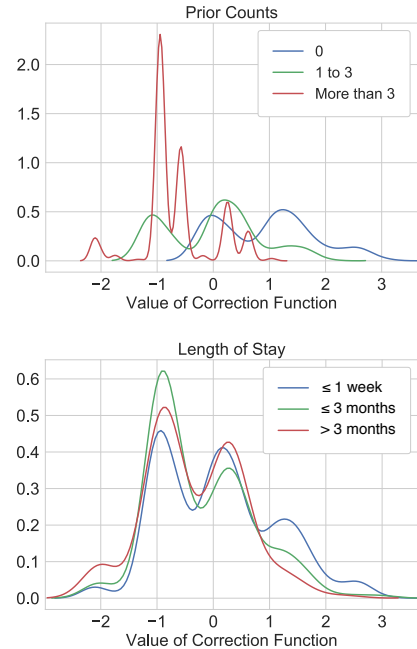 Prior Counts
0
1 to 3
More than 3
2.0
1.5
1.0
0.5
0.0
−2 −1 0 1 2 3
Value of Correction Function
Length of Stay
≤ 1 week
≤ 3 months
> 3 months
0.6
0.5
0.4
0.3
0.2
0.1
0.0
−2 −1 0 1 2 3
Value of Correction Function